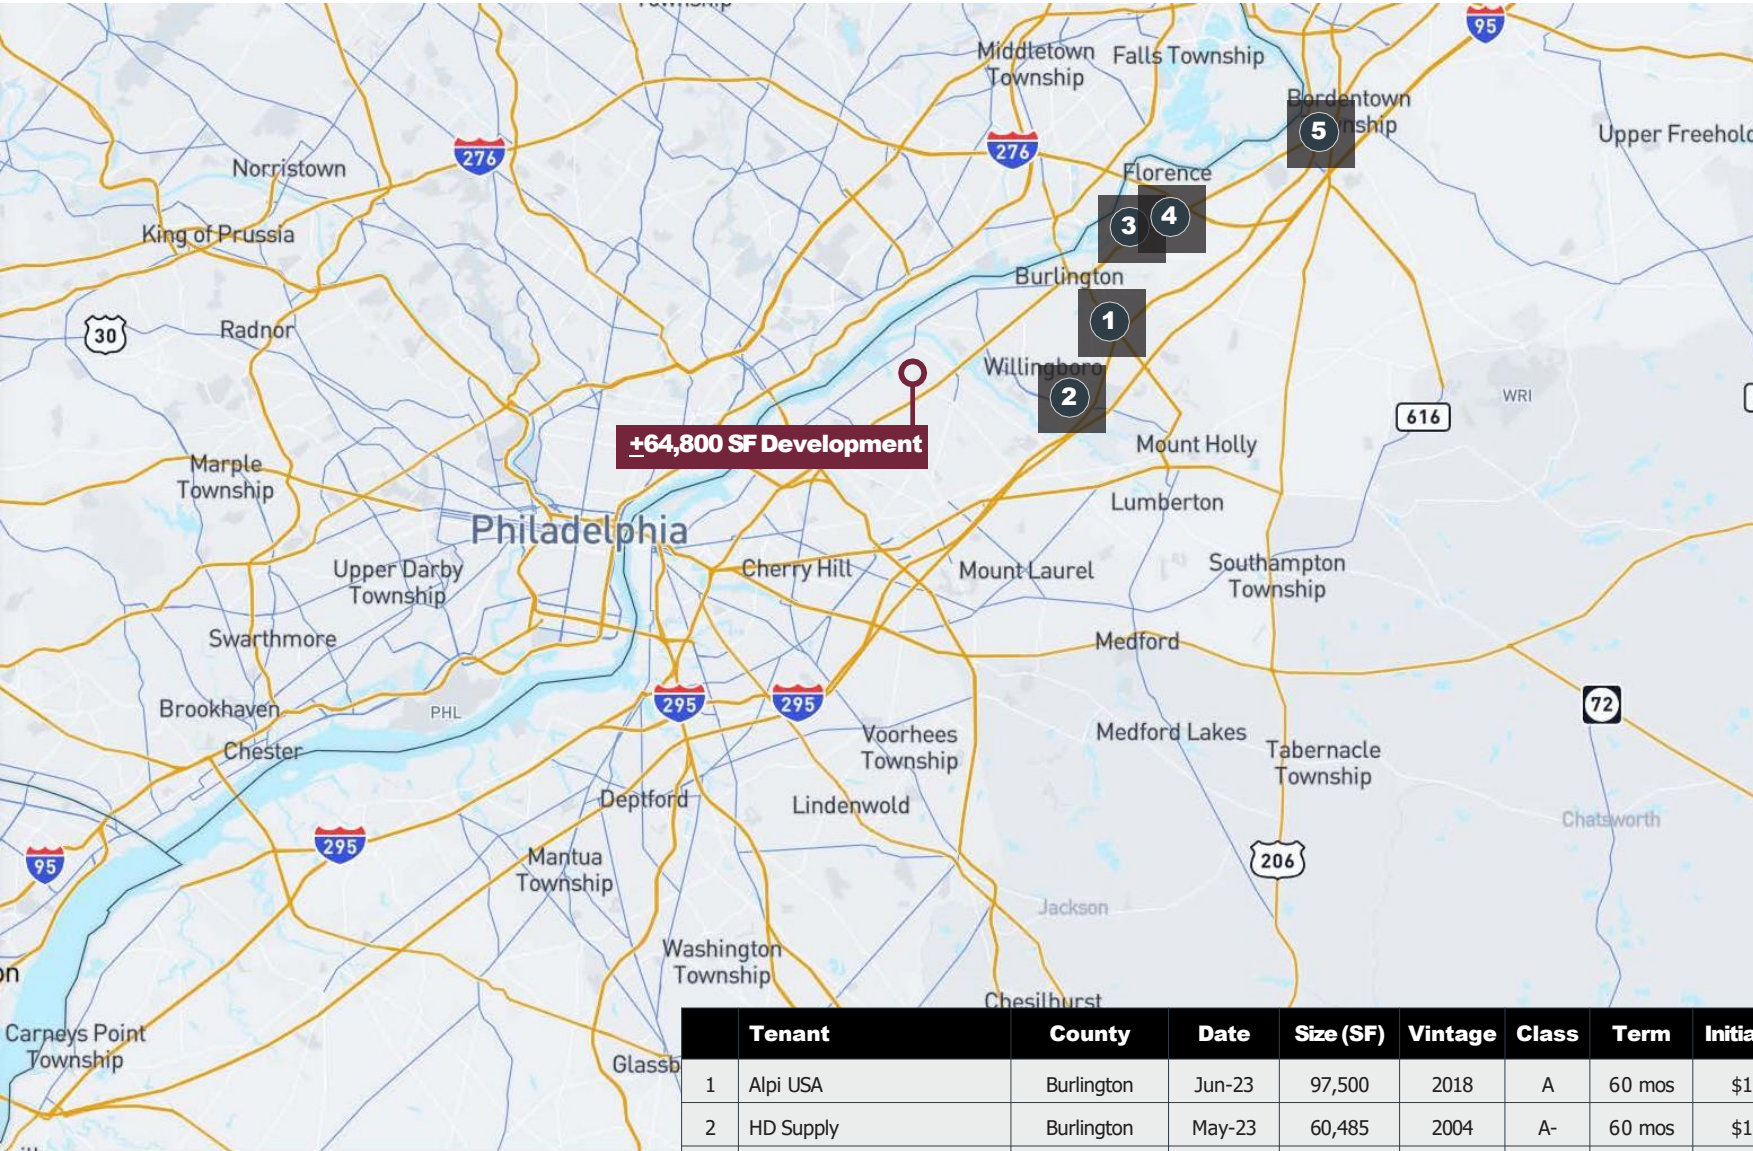 95
Middletown
Township
Falls Township
Bordentown
5
Upper Freehold
276
276
Norristown
Florence
3
4
King of Prussia
Burlington
1
30
Radnor
Willingboro
2
WRI
616
+64,800 SF Development
Mount Holly
Marple
Township
Lumberton
Philadelphia
Upper Darby
Township
Cherry Hill
Mount Laurel
Southampton
Township
Swarthmore
Medford
Brookhaven
PHL
295
295
72
Chester
Voorhees
Township
Medford Lakes
Tabernacle
Township
Deptford
Lindenwold
Chatsworth
95
295
Mantua
Township
206
Jackson
Washington
Township
Chesilhurst
Carneys Point
Township
Tenant County Date Size (SF) Vintage Class Term
1 Alpi USA Burlington Jun-23 97,500 2018 A 60 mos $1
2 HD Supply Burlington May-23 60,485 2004 A- 60 mos $1